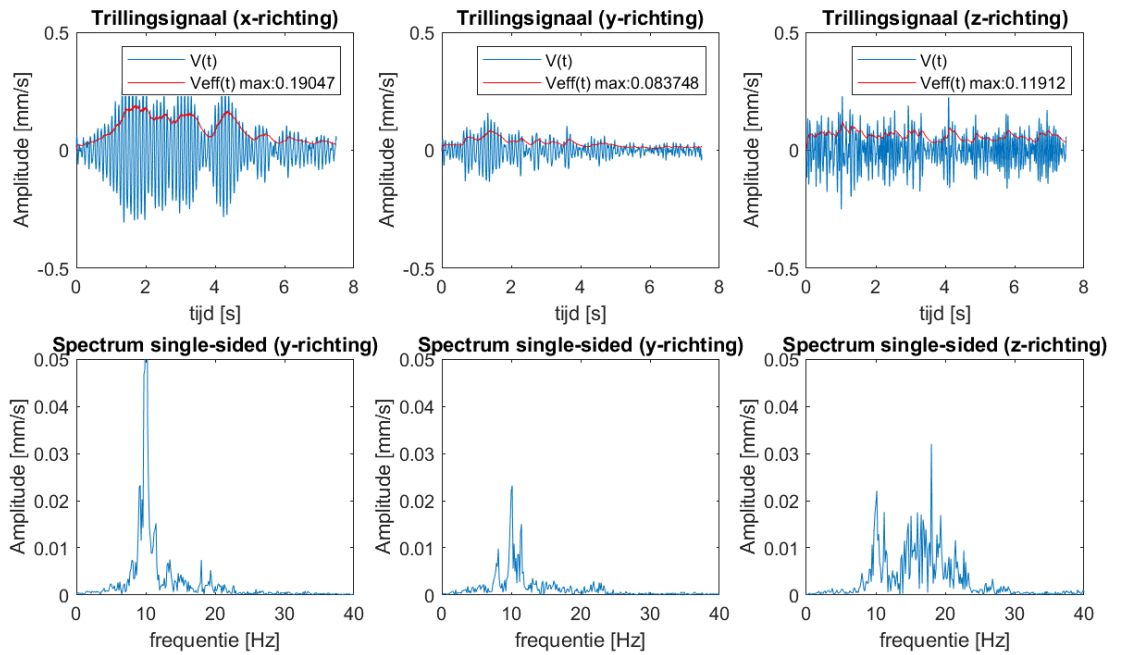 Trillingsignaal (x-richting)
0.5
0
-0.5
Amplitude [mm/s]
V(t)
Veff(t) max:0.19047
0 2 4 6 8
tijd [s]
Trillingsignaal (y-richting)
0.5
0
-0.5
Amplitude [mm/s]
V(t)
Veff(t) max:0.083748
0 2 4 6 8
tijd [s]
Trillingsignaal (z-richting)
0.5
0
-0.5
Amplitude [mm/s]
V(t)
Veff(t) max:0.11912
0 2 4 6 8
tijd [s]
Spectrum single-sided (y-richting)
0.05
0.04
0.03
0.02
0.01
0
Amplitude [mm/s]
0 10 20 30 40
frequentie [Hz]
Spectrum single-sided (y-richting)
0.05
0.04
0.03
0.02
0.01
0
Amplitude [mm/s]
0 10 20 30 40
frequentie [Hz]
Spectrum single-sided (z-richting)
0.05
0.04
0.03
0.02
0.01
0
Amplitude [mm/s]
0 10 20 30 40
frequentie [Hz]